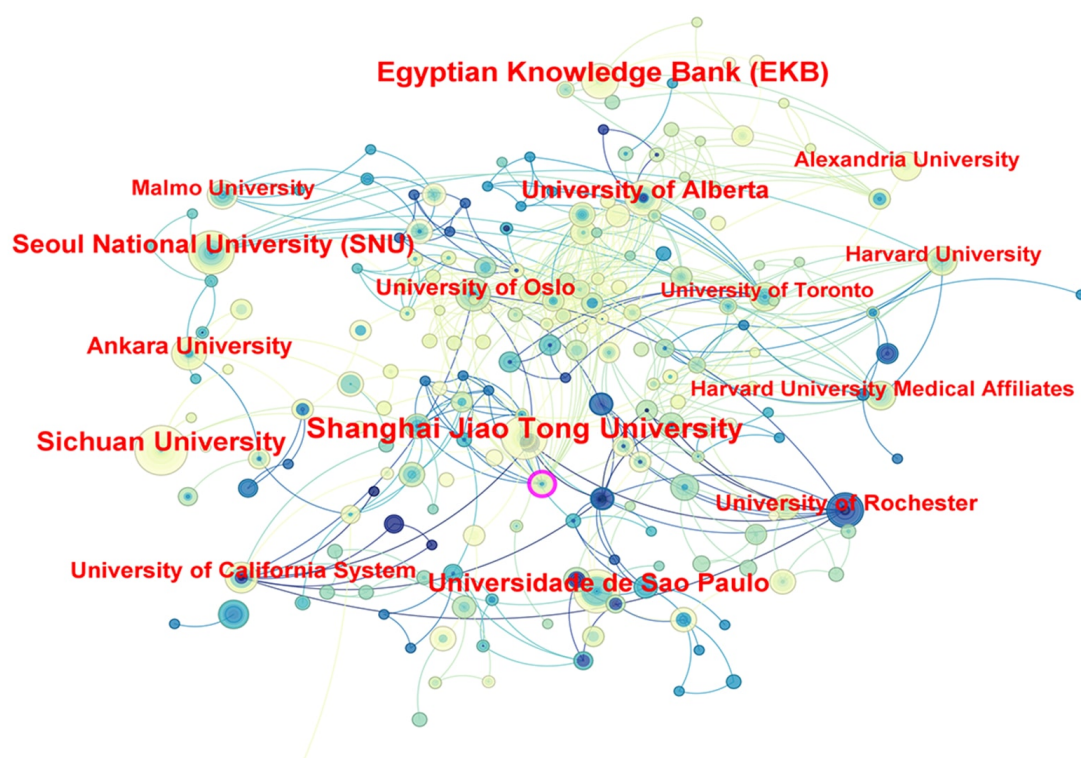 Egyptian Knowledge Bank (EKB)
Alexandria University
Malmo University
University of Alberta
Seoul National University (SNU)
Harvard University
University of Oslo
University of Toronto
Ankara University
Harvard University Medical Affiliates
Shanghai Jiao Tong University
Sichuan University
University of Rochester
University of California System
Universidade de Sao Paulo